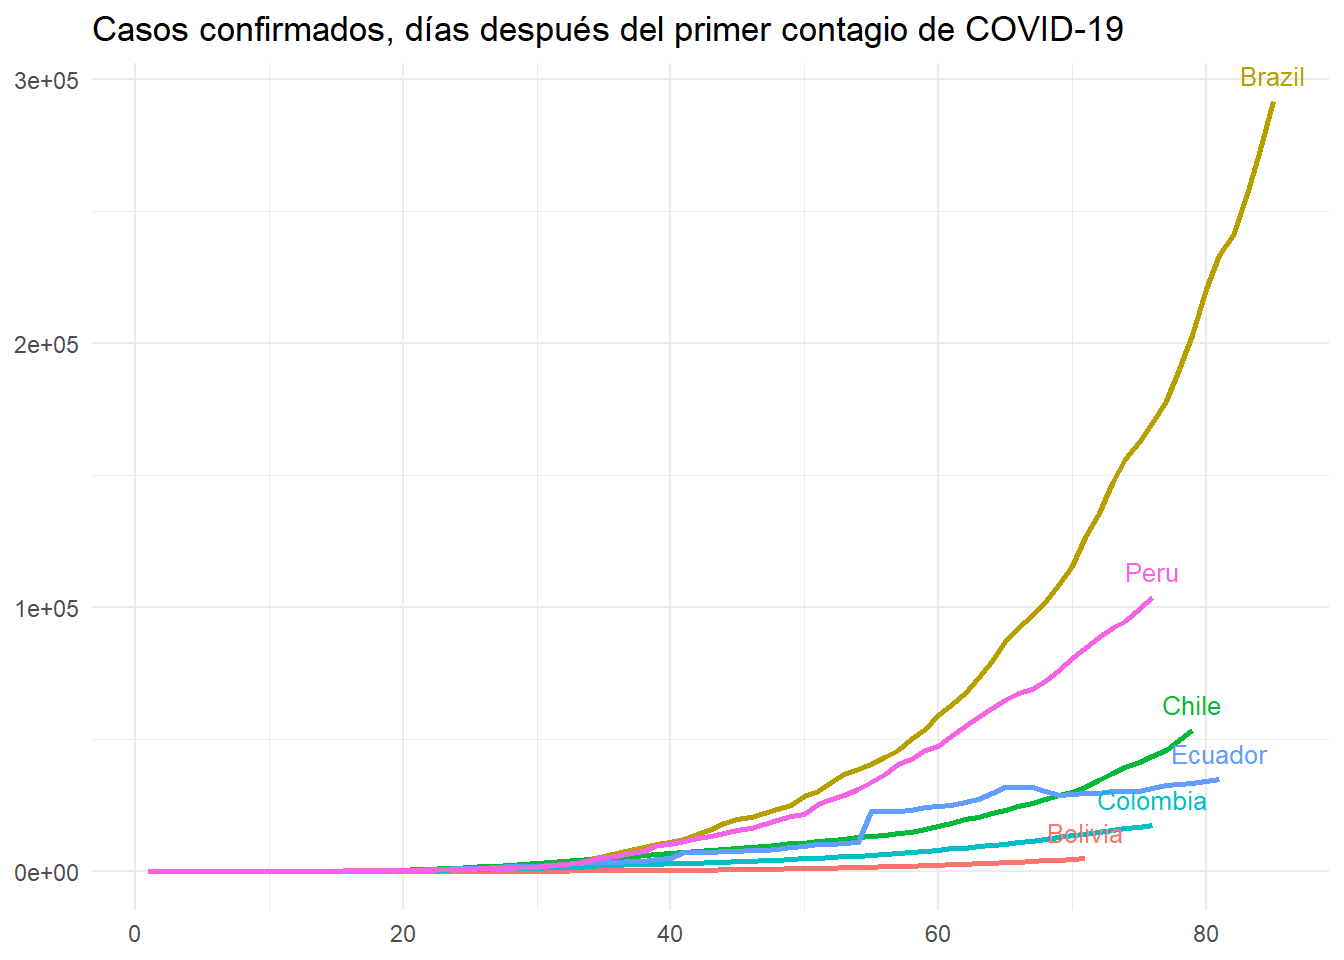 Casos confirmados, días después del primer contagio de COVID-19
3e+05
Brazil
2e+05
Peru
1e+05
Chile
Ecuador
Colombia
Bolivia
0e+00
0 20 40 60 80